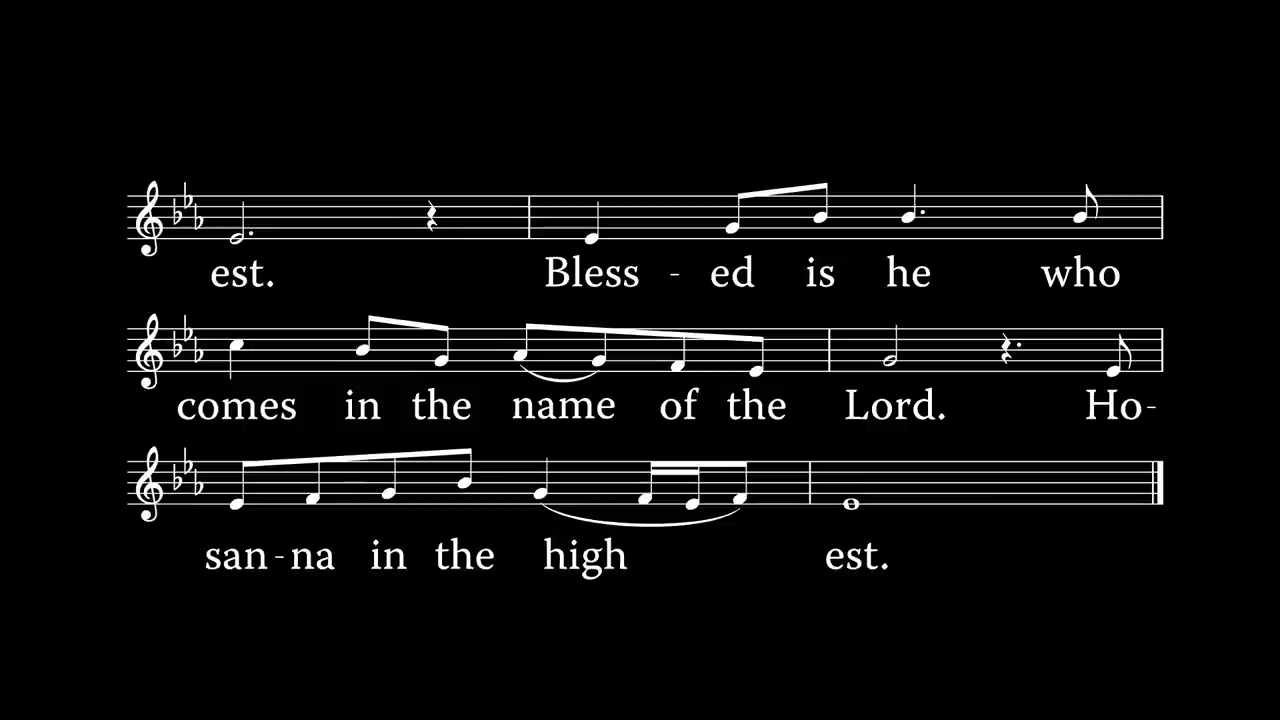 est. Bless - ed is he who
comes in the name of the Lord. Ho-
san-na in the high est.